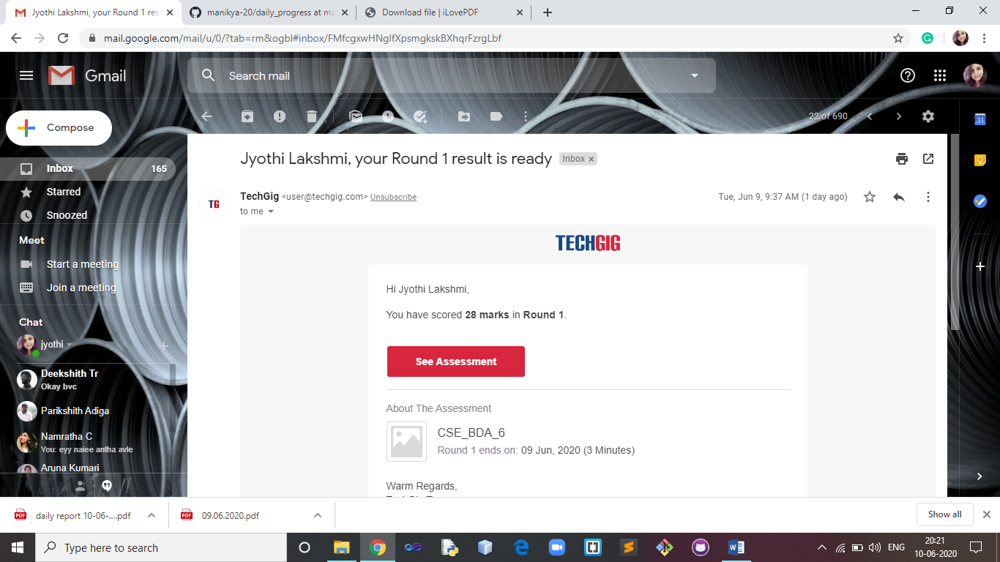 Jyothi Lakshmi, your Round 1 res
manikya-20/daily_progress at ma
Download file | iLovePDF
mail.google.com/mail/u/0/?tab=rm&ogbl#inbox/FMfcgxwHNglfXpsmgkskBXhqrFzrgLbf
Gmail
Search mail
Compose
22 of 690
31
Inbox 165
Starred
Snoozed
Meet
Start a meeting
Join a meeting
Chat
jyothi
Deekshith Tr
Okay bvc
Parikshith Adiga
Namratha C
You: eyy naiee antha avle
Aruna Kumari
Jyothi Lakshmi, your Round 1 result is ready Inbox x
TG
TechGig <user@techgig.com> Unsubscribe
Tue, Jun 9, 9:37 AM (1 day ago)
to me
TECHGIG
Hi Jyothi Lakshmi,
You have scored 28 marks in Round 1.
See Assessment
About The Assessment
CSE_BDA_6
Round 1 ends on: 09 Jun, 2020 (3 Minutes)
Warm Regards,
PDF daily report 10-06-....pdf
PDF 09.06.2020.pdf
Show all
Type here to search
ENG
20:21
10-06-2020